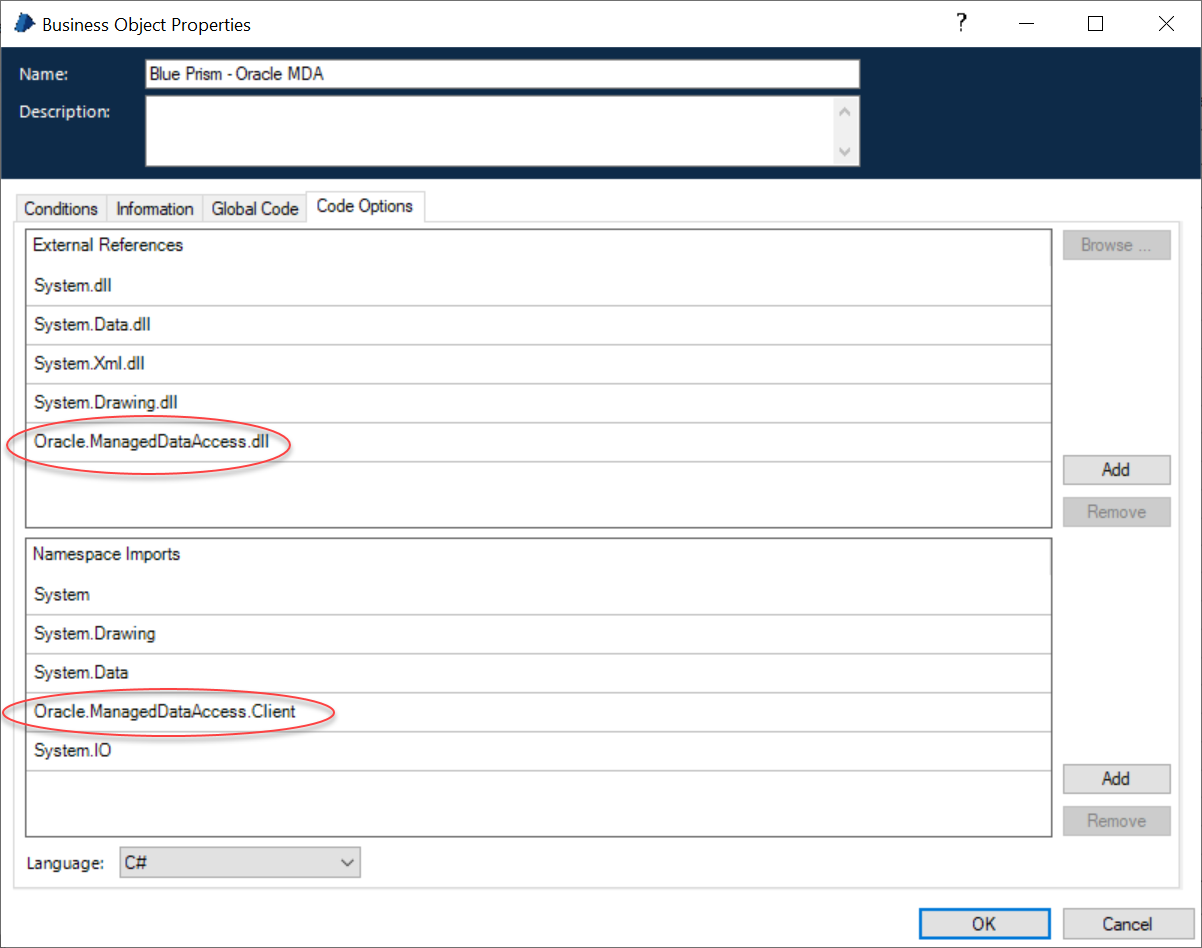 Business Object Properties
?
Name:
Blue Prism - Oracle MDA
Description:
Conditions
Information
Global Code
Code Options
External References
Browse ...
System.dll
System.Data.dll
System.Xml.dll
System.Drawing.dll
Oracle.ManagedDataAccess.dll
Add
Remove
Namespace Imports
System
System.Drawing
System.Data
Oracle.ManagedDataAccess.Client
System.IO
Add
Remove
Language:
C#
OK
Cancel